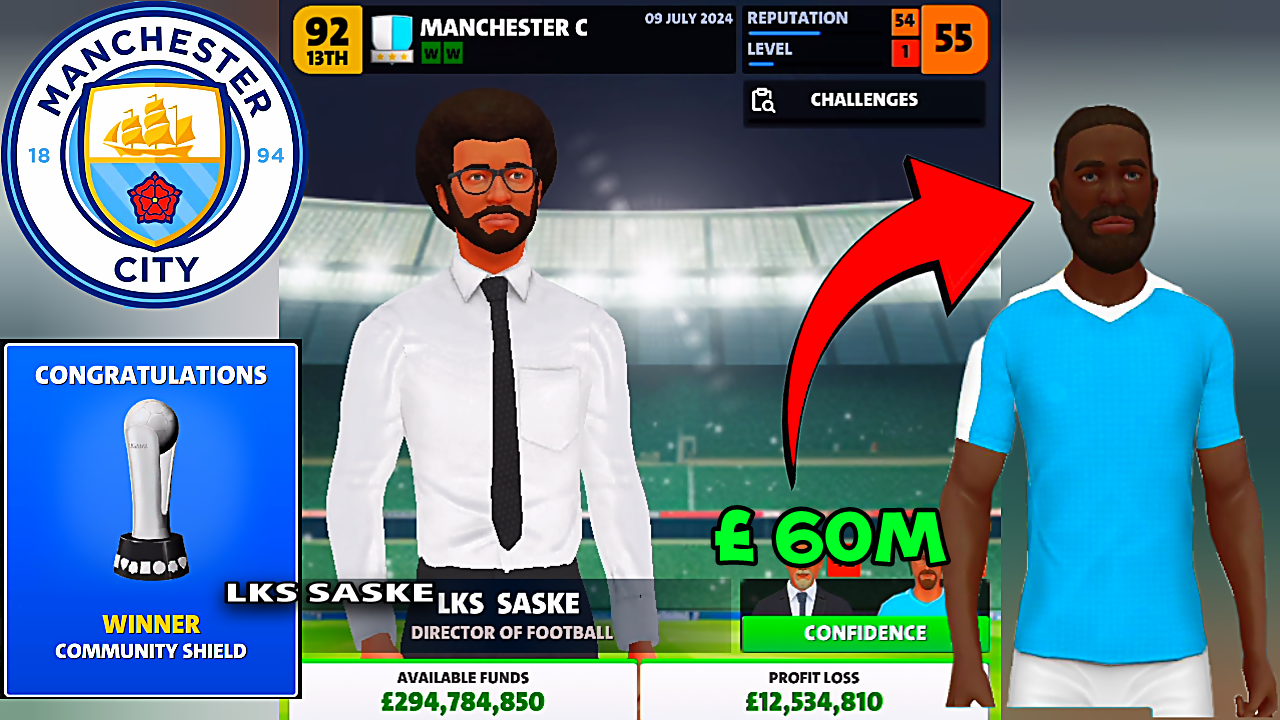 MANCHESTER
18 94
CITY
CONGRATULATIONS
WINNER
COMMUNITY SHIELD
92
13TH
MANCHESTER C
W W
09 JULY 2024
REPUTATION
54
LEVEL
1
55
CHALLENGES
£ 60M
LKS SASKE
LKS SASKE
DIRECTOR OF FOOTBALL
CONFIDENCE
AVAILABLE FUNDS
£294,784,850
PROFIT LOSS
£12,534,810